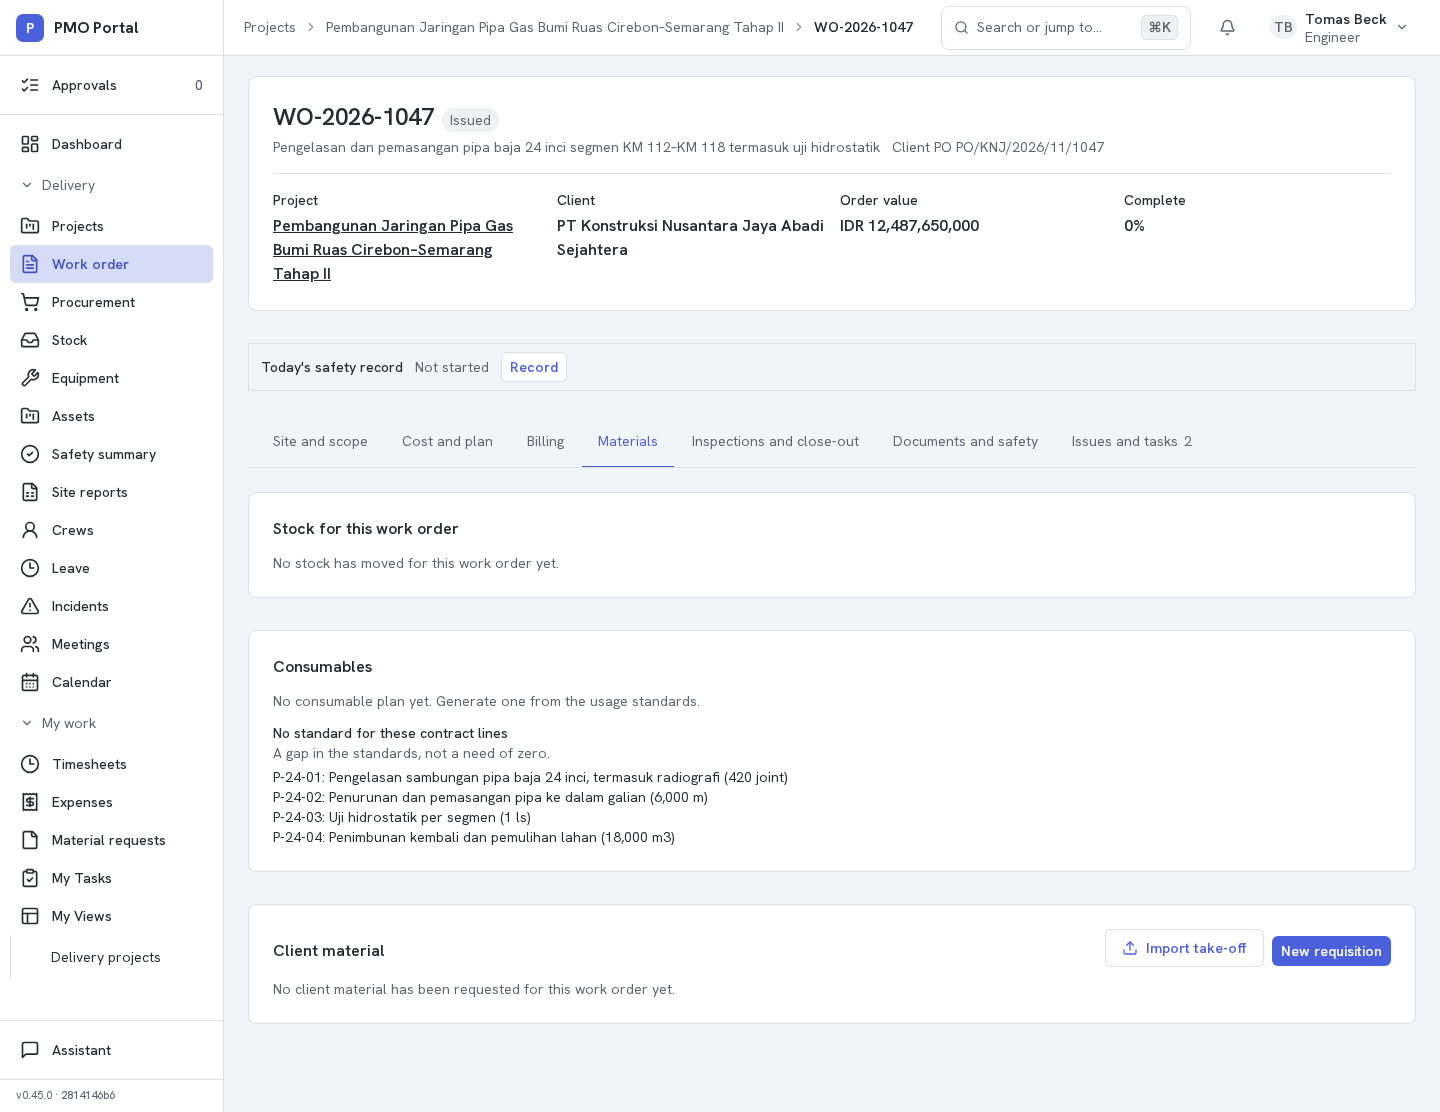 P PMO Portal
Projects > Pembangunan Jaringan Pipa Gas Bumi Ruas Cirebon–Semarang Tahap II > WO-2026-1047
Search or jump to... ⌘K
TB Tomas Beck
Engineer
Approvals 0
Dashboard
Delivery
Projects
Work order
Procurement
Stock
Equipment
Assets
Safety summary
Site reports
Crews
Leave
Incidents
Meetings
Calendar
My work
Timesheets
Expenses
Material requests
My Tasks
My Views
Delivery projects
Assistant
v0.45.0 · 2814146b6
WO-2026-1047 Issued
Pengelasan dan pemasangan pipa baja 24 inci segmen KM 112–KM 118 termasuk uji hidrostatik Client PO PO/KNJ/2026/11/1047
Project
Pembangunan Jaringan Pipa Gas
Bumi Ruas Cirebon–Semarang
Tahap II
Client
PT Konstruksi Nusantara Jaya Abadi
Sejahtera
Order value
IDR 12,487,650,000
Complete
0%
Today's safety record Not started Record
Site and scope Cost and plan Billing Materials Inspections and close-out Documents and safety Issues and tasks 2
Stock for this work order
No stock has moved for this work order yet.
Consumables
No consumable plan yet. Generate one from the usage standards.
No standard for these contract lines
A gap in the standards, not a need of zero.
P-24-01: Pengelasan sambungan pipa baja 24 inci, termasuk radiografi (420 joint)
P-24-02: Penurunan dan pemasangan pipa ke dalam galian (6,000 m)
P-24-03: Uji hidrostatik per segmen (1 ls)
P-24-04: Penimbunan kembali dan pemulihan lahan (18,000 m3)
Client material Import take-off New requisition
No client material has been requested for this work order yet.